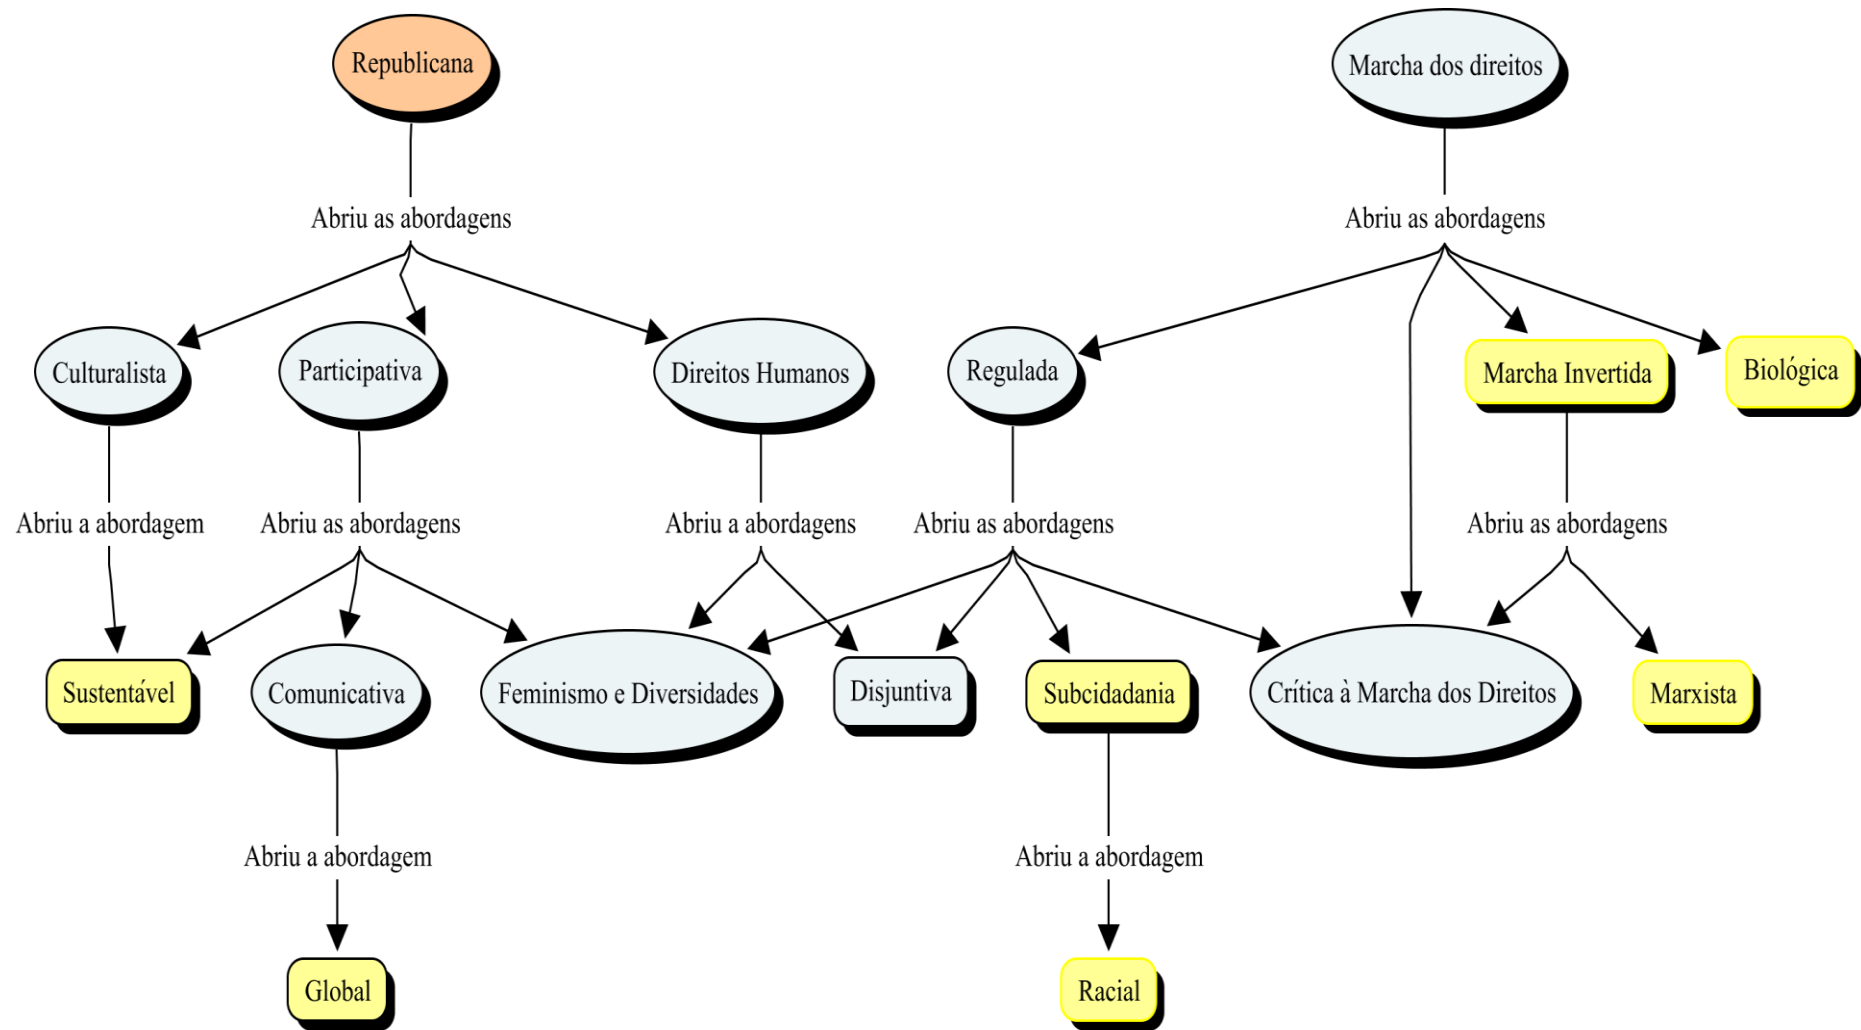 Republicana
Marcha dos direitos
Abriu as abordagens
Abriu as abordagens
Culturalista
Participativa
Direitos Humanos
Regulada
Marcha Invertida
Biológica
Abriu a abordagem
Abriu as abordagens
Abriu a abordagens
Abriu as abordagens
Abriu as abordagens
Sustentável
Comunicativa
Feminismo e Diversidades
Disjuntiva
Subcidadania
Crítica à Marcha dos Direitos
Marxista
Abriu a abordagem
Abriu a abordagem
Global
Racial